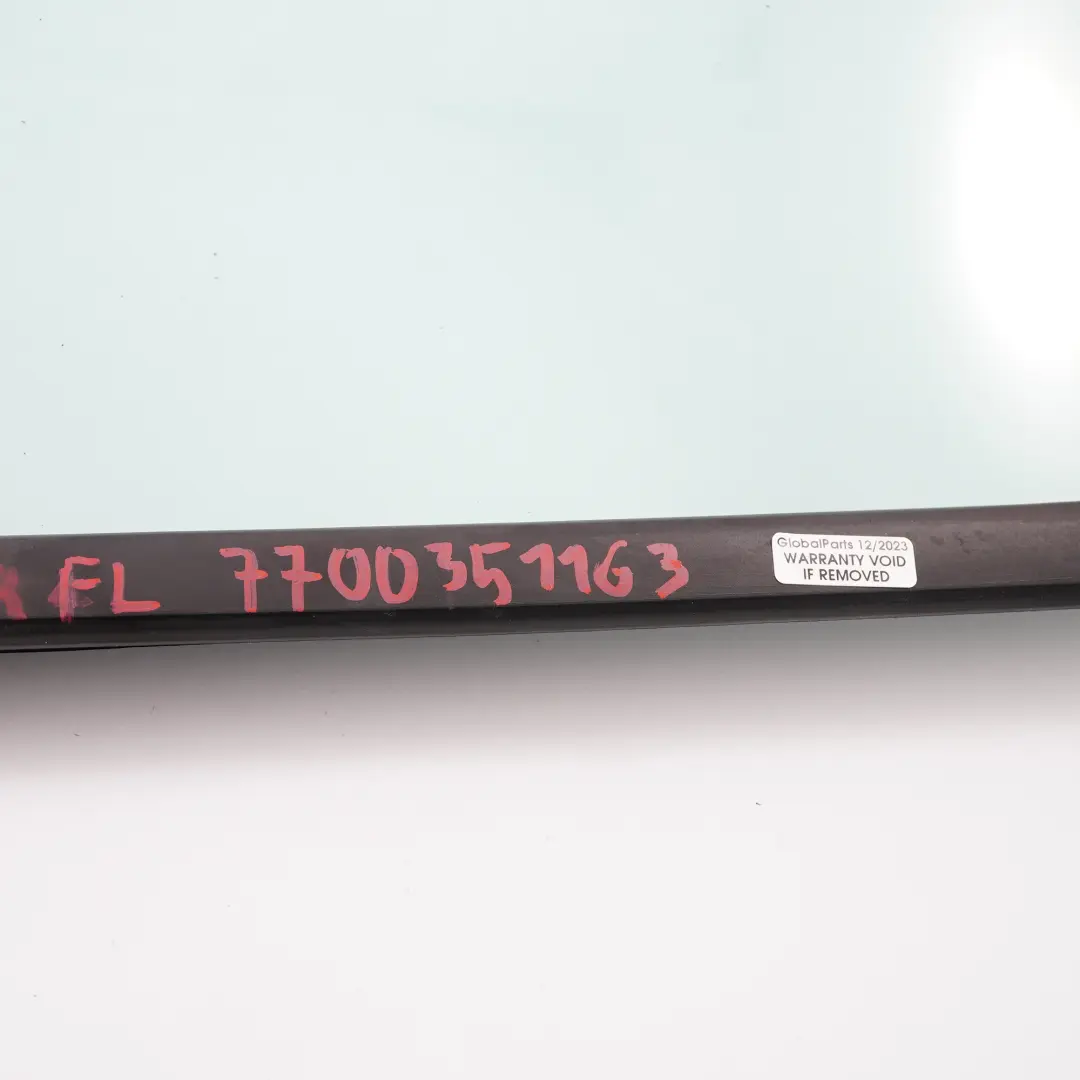 FL 7700351163
GlobalParts 12/2023
WARRANTY VOID
IF REMOVED